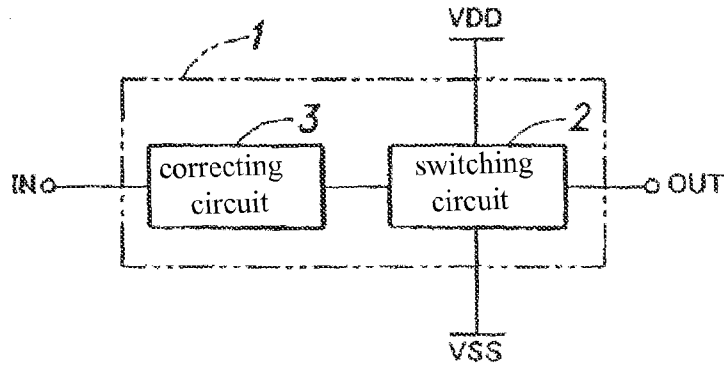 1
VDD
3
2
IN
correcting
circuit
switching
circuit
OUT
VSS